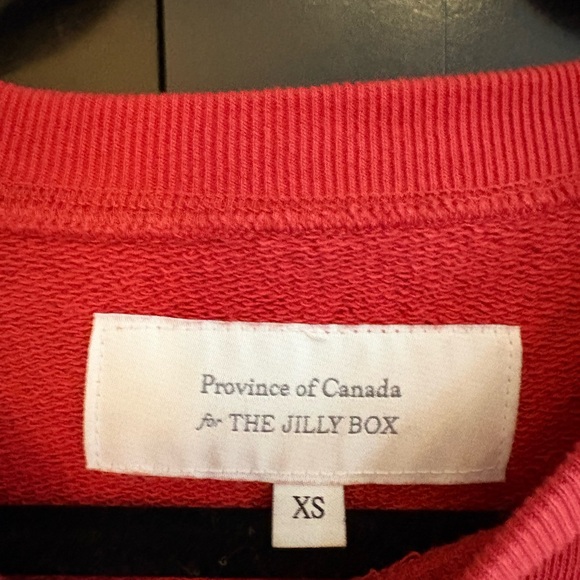 Province of Canada
for THE JILLY BOX
XS